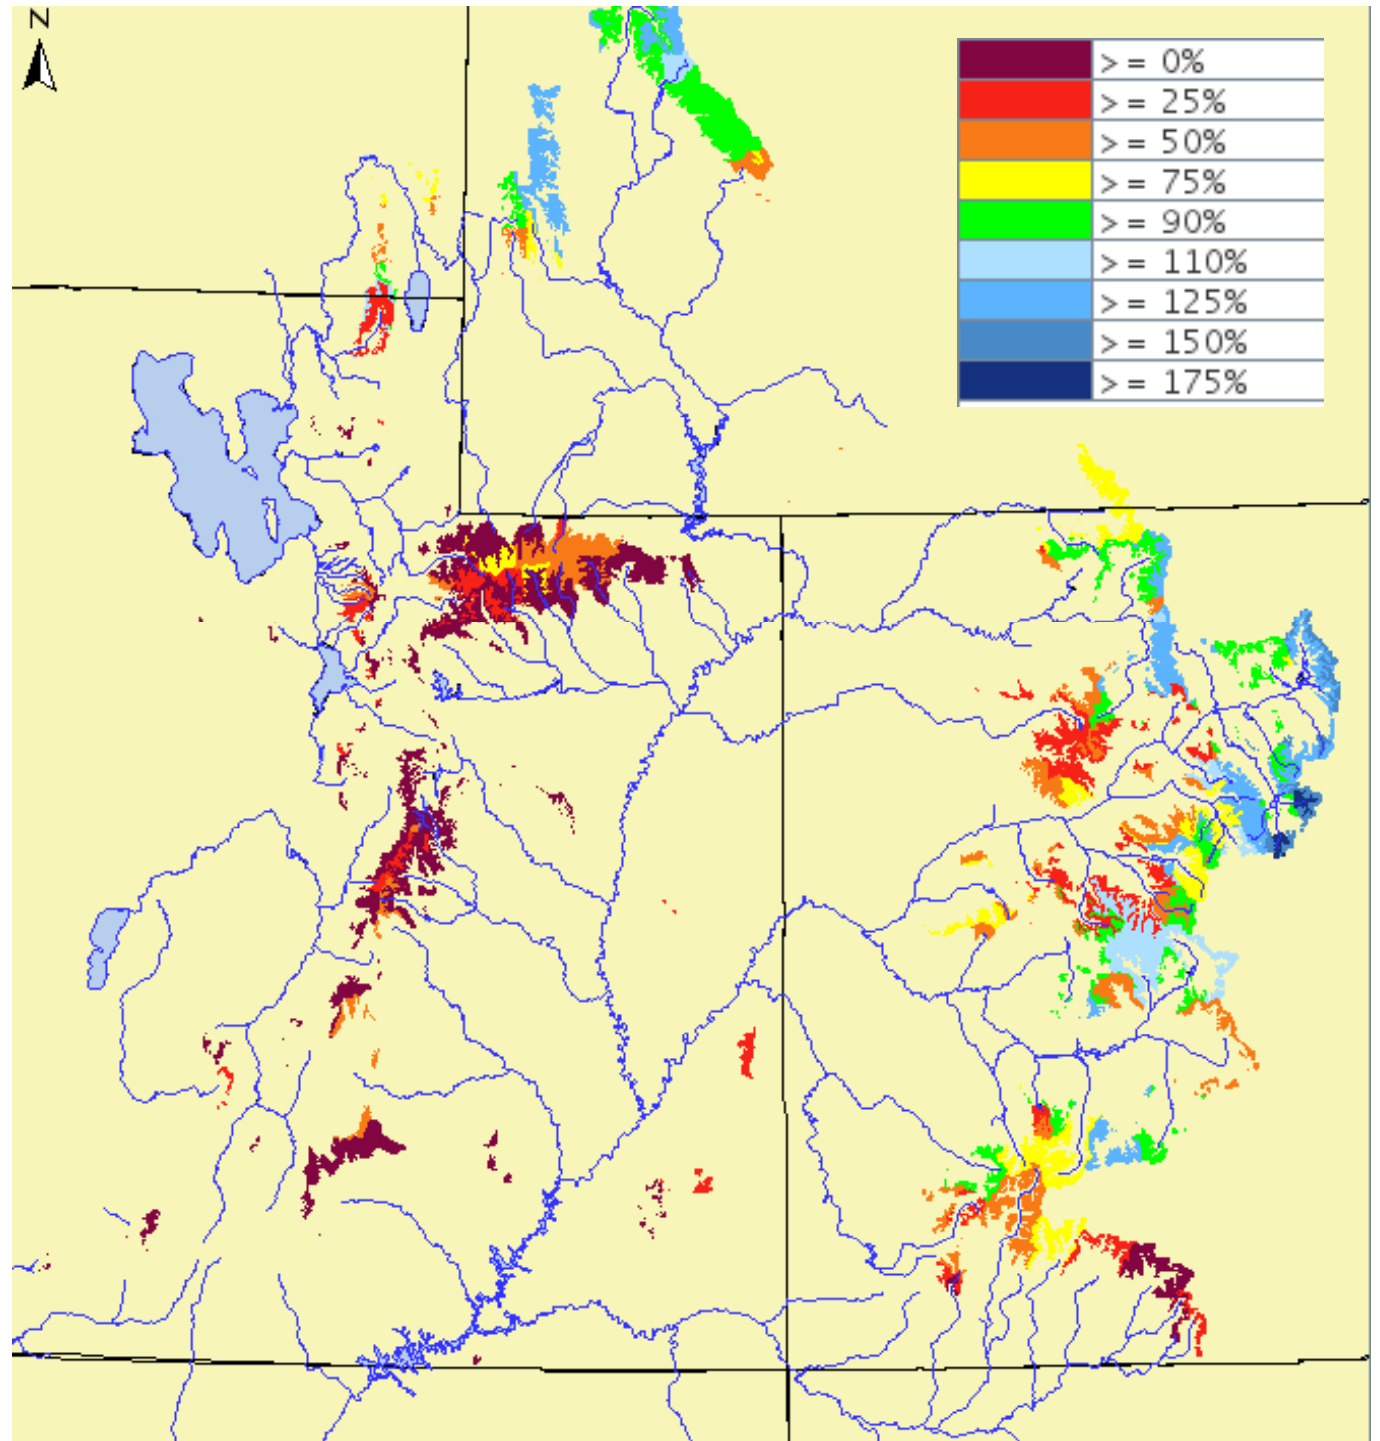 N
> = 0%
> = 25%
> = 50%
> = 75%
> = 90%
> = 110%
> = 125%
> = 150%
> = 175%